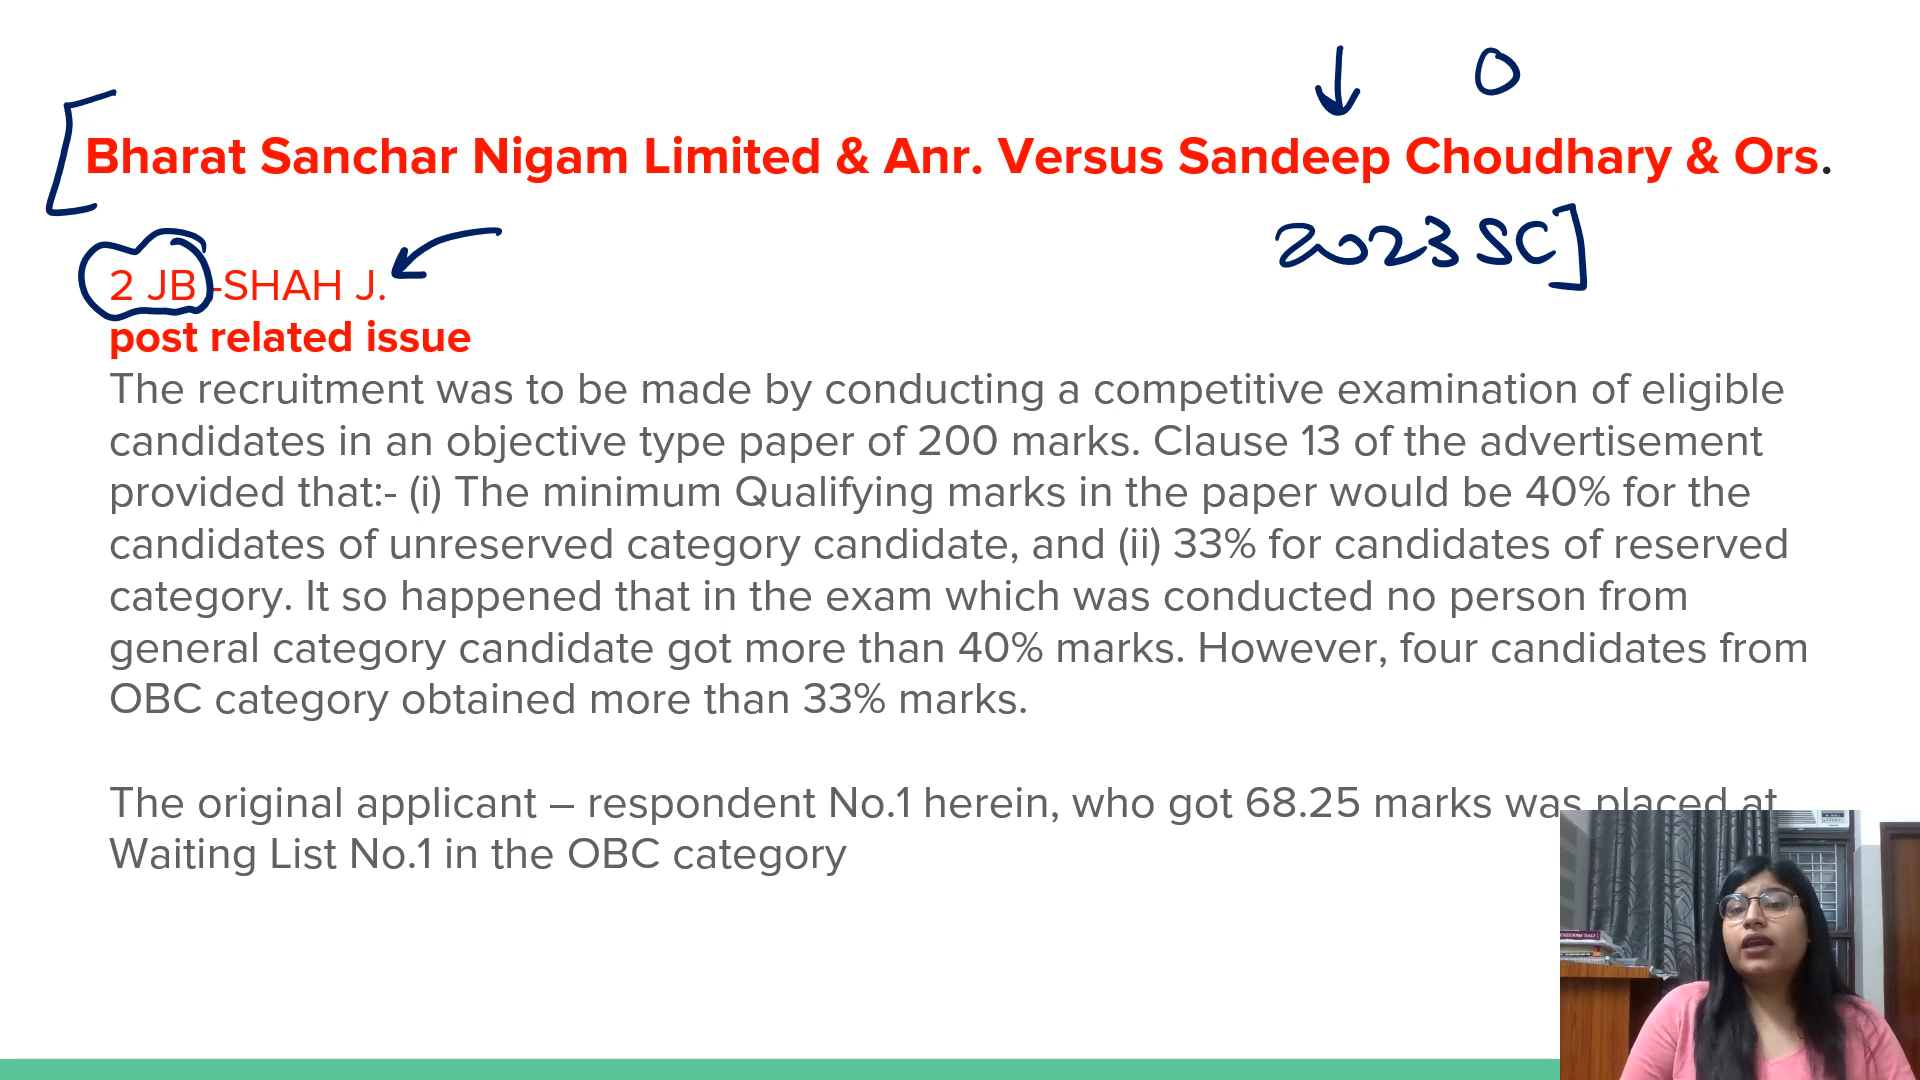 O
Bharat Sanchar Nigam Limited & Anr. Versus Sandeep Choudhary & Ors.
2023 SC]
2 JB -SHAH J.
post related issue
The recruitment was to be made by conducting a competitive examination of eligible
candidates in an objective type paper of 200 marks. Clause 13 of the advertisement
provided that:- (i) The minimum Qualifying marks in the paper would be 40% for the
candidates of unreserved category candidate, and (ii) 33% for candidates of reserved
category. It so happened that in the exam which was conducted no person from
general category candidate got more than 40% marks. However, four candidates from
OBC category obtained more than 33% marks.
The original applicant – respondent No.1 herein, who got 68.25 marks was placed at
Waiting List No.1 in the OBC category